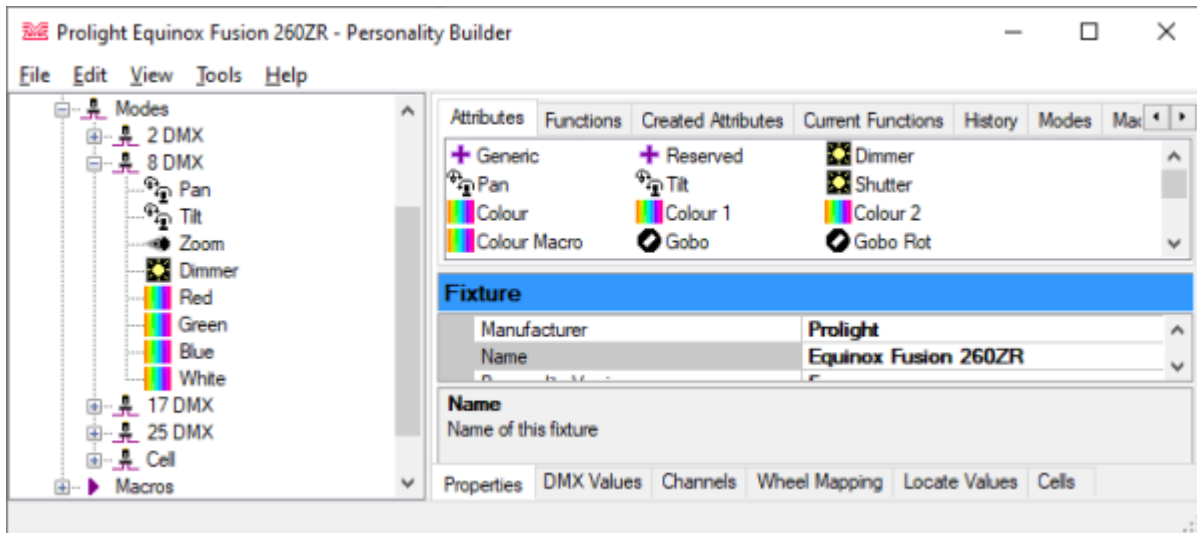 Prolight Equinox Fusion 260ZR - Personality Builder
File Edit View Tools Help
Modes
2 DMX
8 DMX
Pan
Tilt
Zoom
Dimmer
Red
Green
Blue
White
17 DMX
25 DMX
Cell
Macros
Attributes Functions Created Attributes Current Functions History Modes
Generic Reserved Dimmer
Pan Tilt Shutter
Colour Colour 1 Colour 2
Colour Macro Gobo Gobo Rot
Fixture
Manufacturer Prolight
Name Equinox Fusion 260ZR
Name
Name of this fixture
Properties DMX Values Channels Wheel Mapping Locate Values Cells